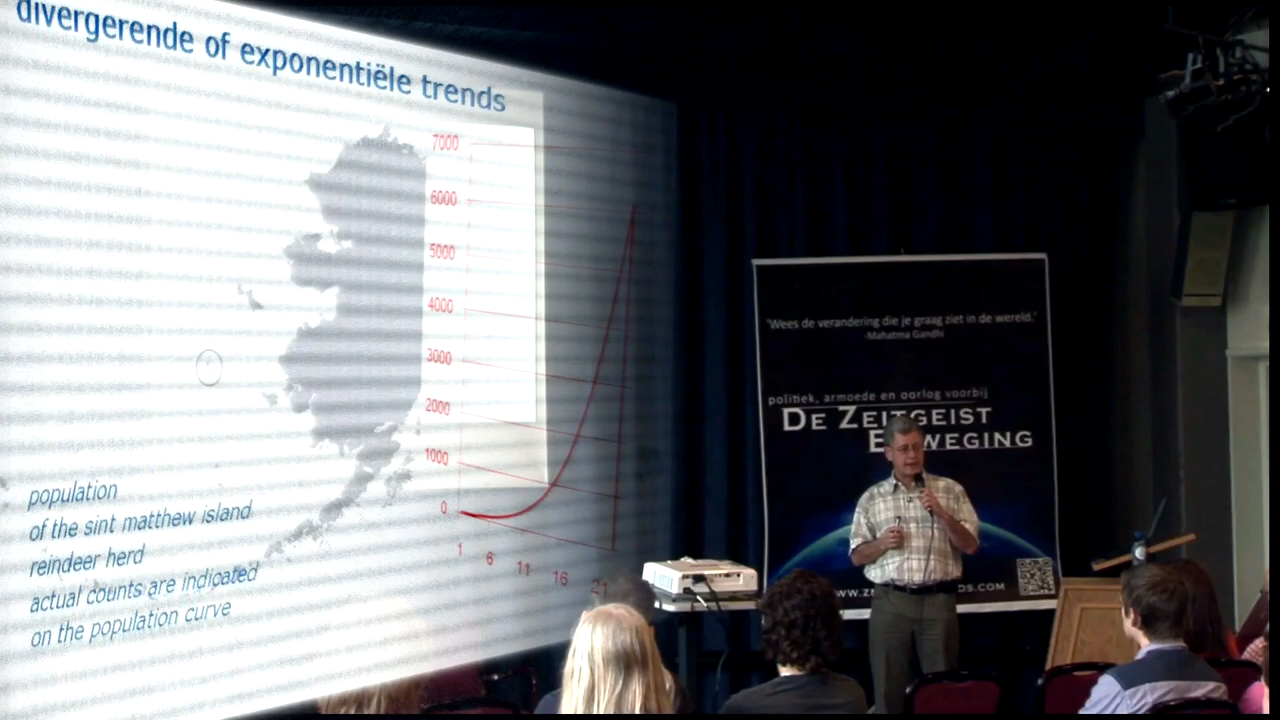 divergerende of exponentiële trends
7000
6000
5000
4000
3000
2000
1000
0
1 6 11 16 21
population
of the sint matthew island
reindeer herd
actual counts are indicated
on the population curve
"Wees de verandering die je graag ziet in de wereld."
-Mahatma Gandhi
politiek, armoede en oorlog voorbij
DE ZEITGEIST